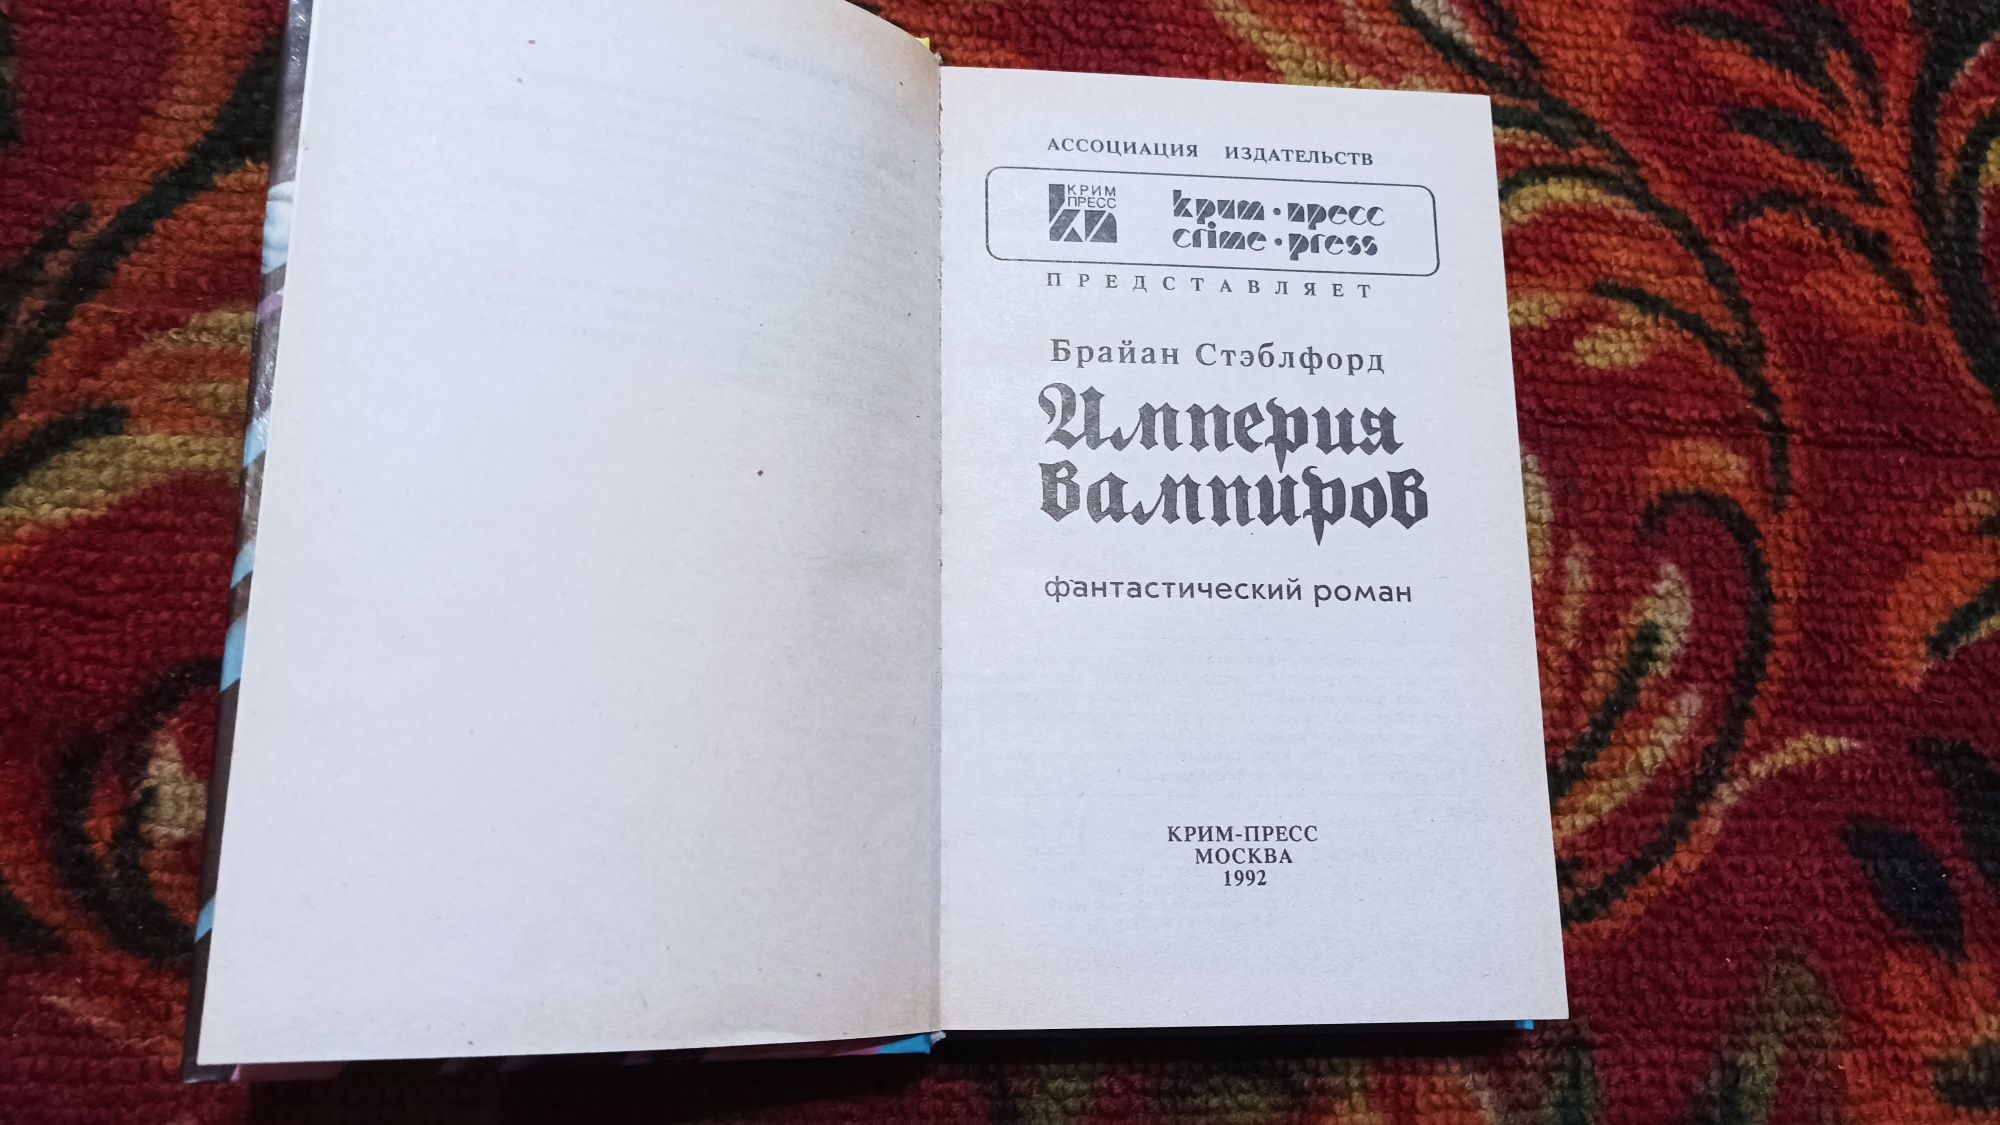 АССОЦИАЦИЯ ИЗДАТЕЛЬСТВ
КРИМ
ПРЕСС
КП
крим•пресс
crime•press
ПРЕДСТАВЛЯЕТ
Брайан Стэблфорд
Империя
вампиров
фантастический роман
КРИМ-ПРЕСС
МОСКВА
1992